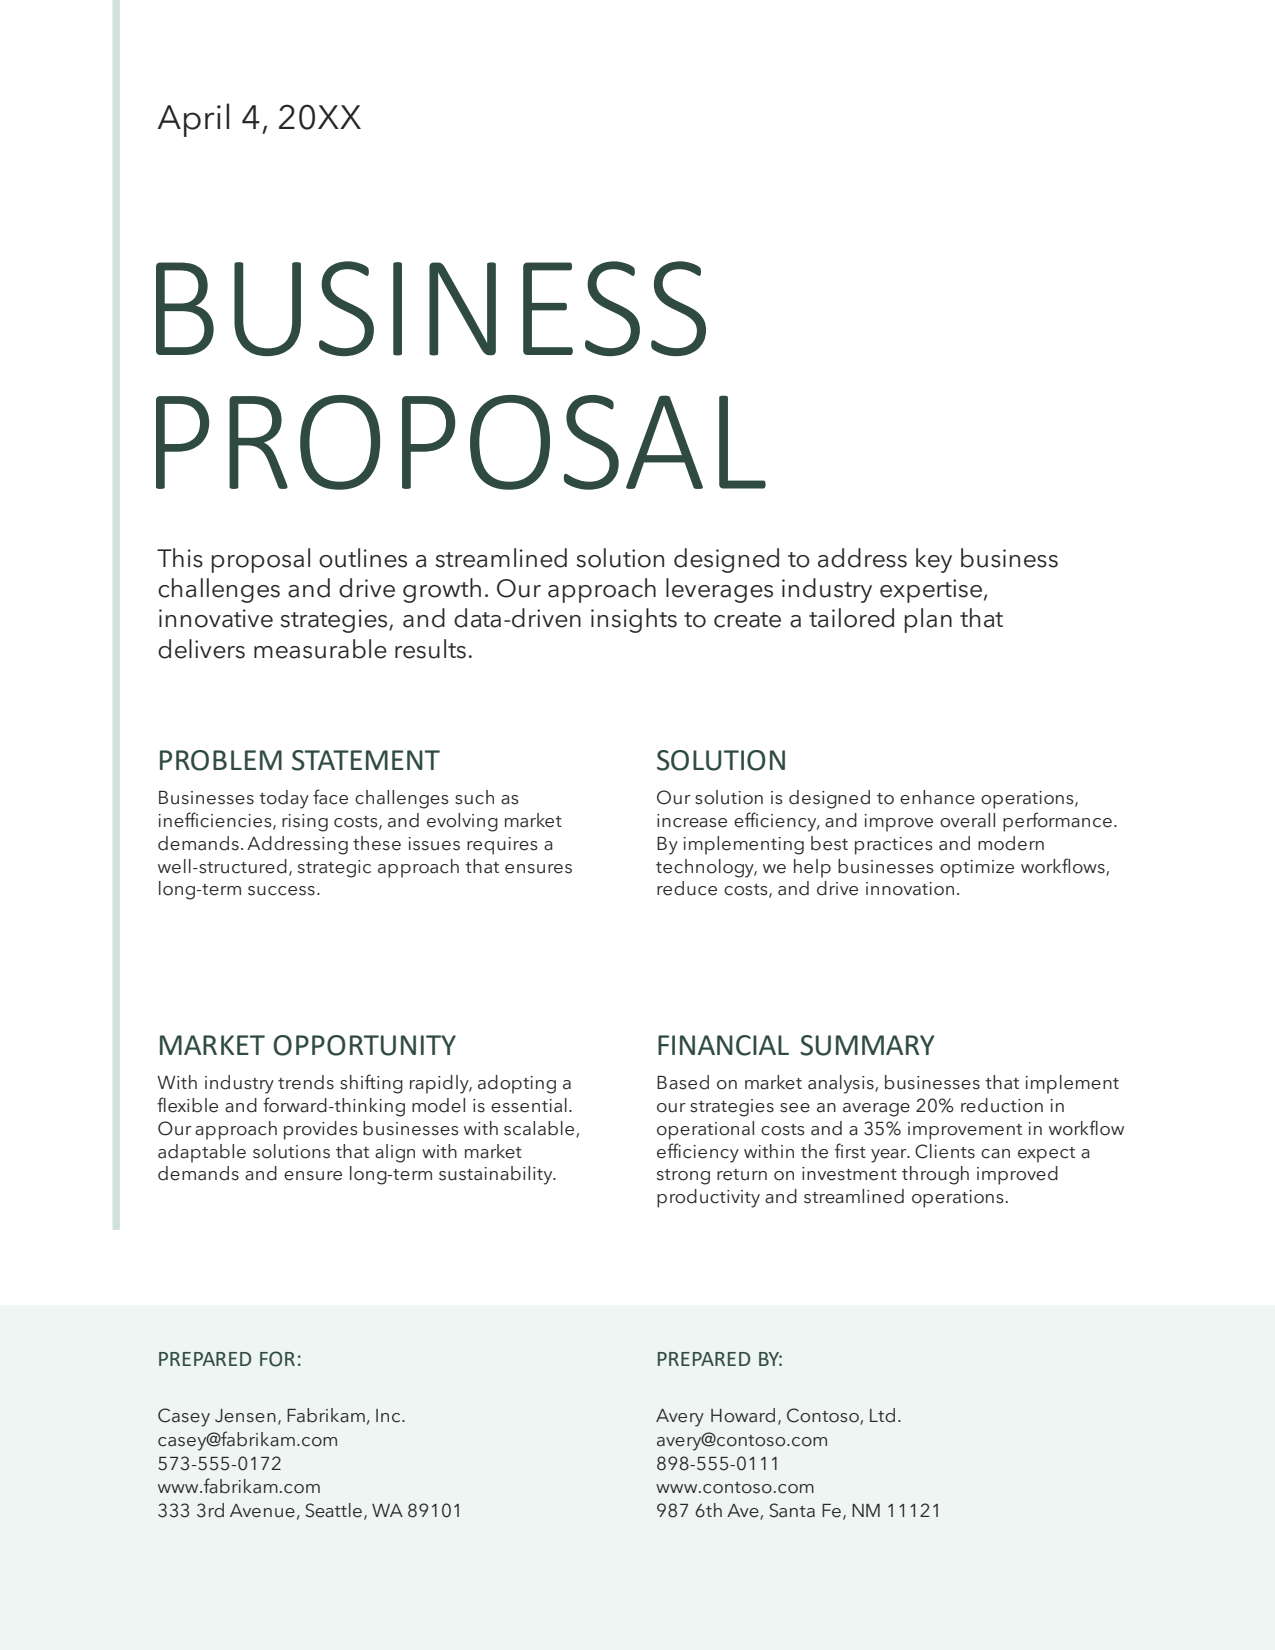 April 4, 20XX
BUSINESS
PROPOSAL
This proposal outlines a streamlined solution designed to address key business
challenges and drive growth. Our approach leverages industry expertise,
innovative strategies, and data-driven insights to create a tailored plan that
delivers measurable results.
PROBLEM STATEMENT
Businesses today face challenges such as
inefficiencies, rising costs, and evolving market
demands. Addressing these issues requires a
well-structured, strategic approach that ensures
long-term success.
SOLUTION
Our solution is designed to enhance operations,
increase efficiency, and improve overall performance.
By implementing best practices and modern
technology, we help businesses optimize workflows,
reduce costs, and drive innovation.
MARKET OPPORTUNITY
With industry trends shifting rapidly, adopting a
flexible and forward-thinking model is essential.
Our approach provides businesses with scalable,
adaptable solutions that align with market
demands and ensure long-term sustainability.
FINANCIAL SUMMARY
Based on market analysis, businesses that implement
our strategies see an average 20% reduction in
operational costs and a 35% improvement in workflow
efficiency within the first year. Clients can expect a
strong return on investment through improved
productivity and streamlined operations.
PREPARED FOR:
Casey Jensen, Fabrikam, Inc.
casey@fabrikam.com
573-555-0172
www.fabrikam.com
333 3rd Avenue, Seattle, WA 89101
PREPARED BY:
Avery Howard, Contoso, Ltd.
avery@contoso.com
898-555-0111
www.contoso.com
987 6th Ave, Santa Fe, NM 11121